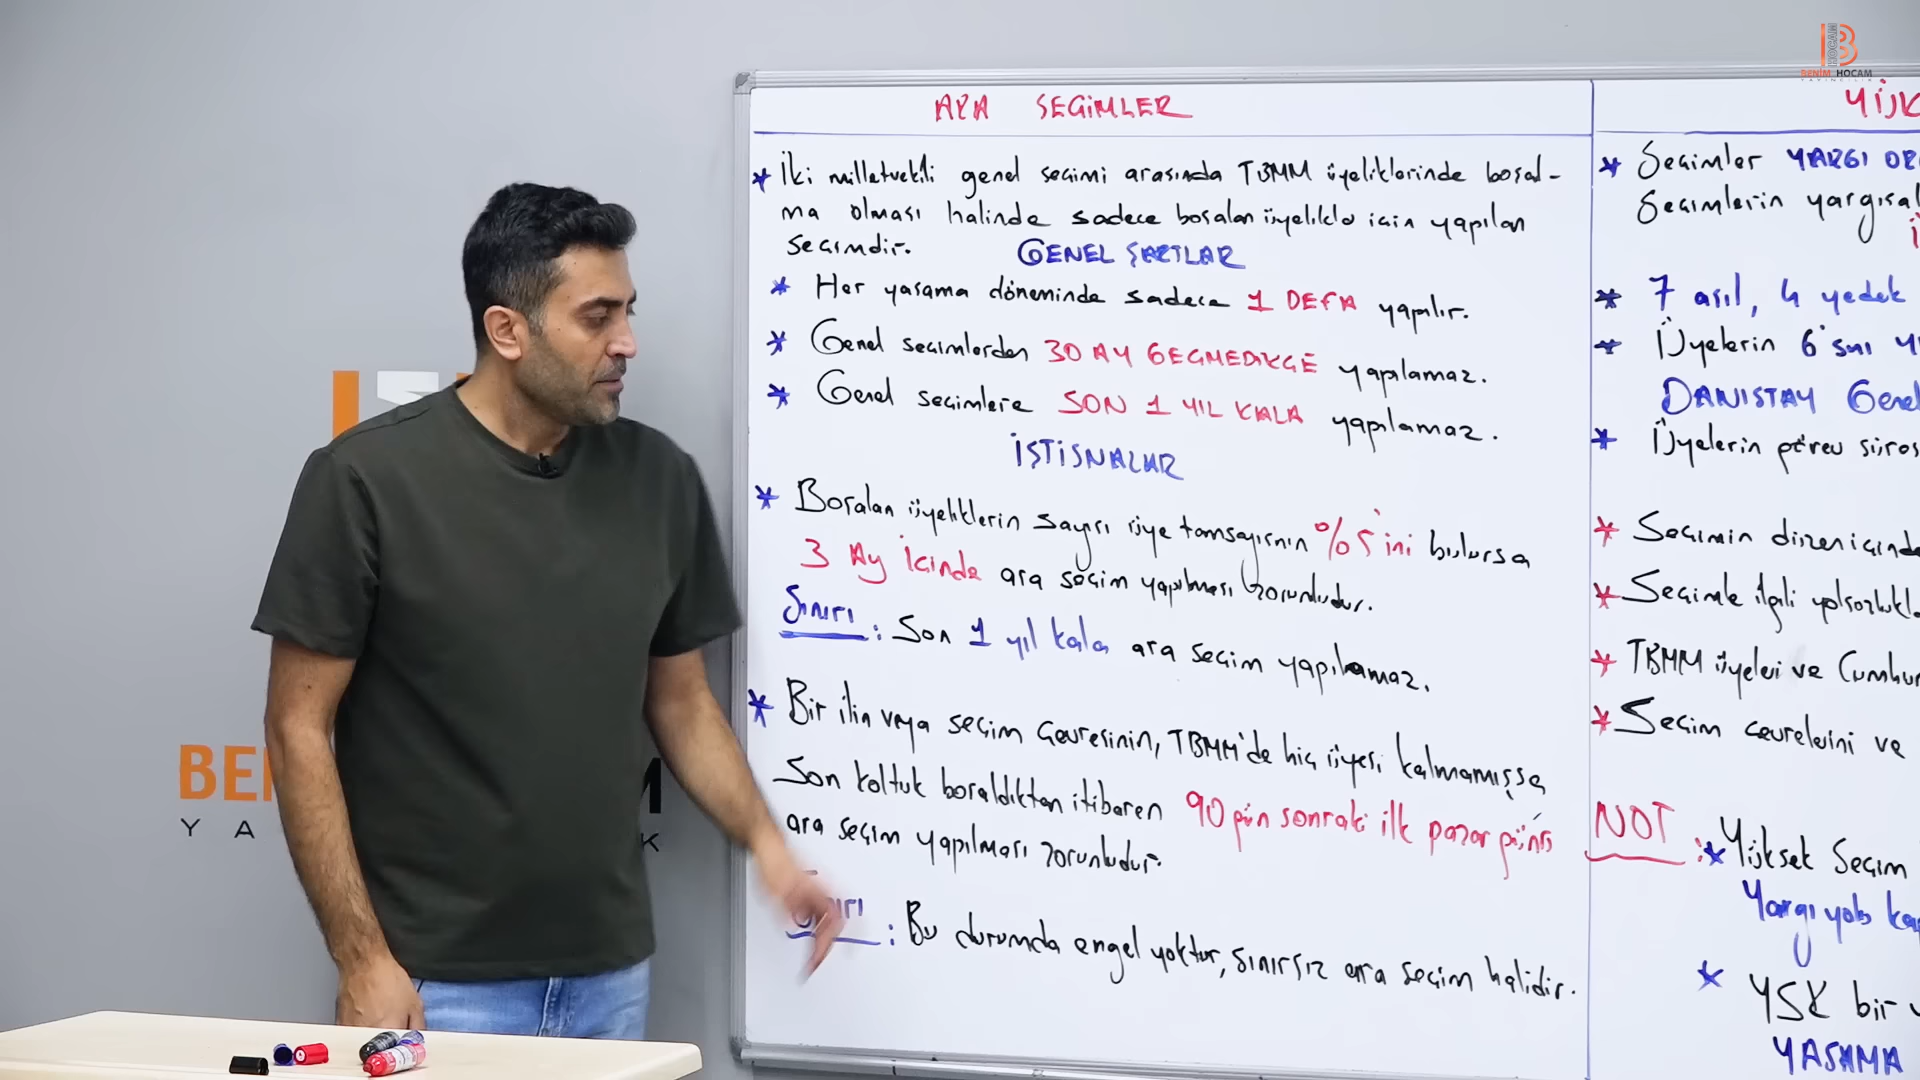 ARA SEÇİMLER
* İki milletvekili genel seçimi arasında TBMM üyeliklerinde boşal-
ma olması halinde sadece boşalan üyelikle için yapılan
seçimdir.
GENEL ŞARTLAR
* Her yasama döneminde sadece 1 DEFA yapılır.
* Genel seçimlerden 30 AY GEÇMEDİKÇE yapılamaz.
* Genel seçimlere SON 1 YIL KALA yapılamaz.
İSTİSNALAR
* Boşalan üyeliklerin sayısı üye tamsayısının %5'ini bulursa
3 Ay İçinde ara seçim yapılması zorunludur.
Sınırı : Son 1 yıl kala ara seçim yapılamaz.
* Bir ilin veya seçim Çevresinin, TBMM'de hiç üyesi kalmamışsa
Son koltuk boşaldıktan itibaren 90 gün sonraki ilk pazar günü
ara seçim yapılması zorunludur.
: Bu durumda engel yoktur, sınırsız ara seçim halidir.
* Seçimler YARGI
Seçimlerin
* 7 asıl, 4 yedek
* Üyelerin 6'sını
DANIŞTAY Genel
* Üyelerin görev
* Seçimin düzen içinde
* Seçimle ilgili
* TBMM üyeleri ve
* Seçim çevrelerini ve
NOT : * Yüksek Seçim
Yargı yolu
* YSK bir
YASAMA
BENİM HOCAM
YAYINCILIK